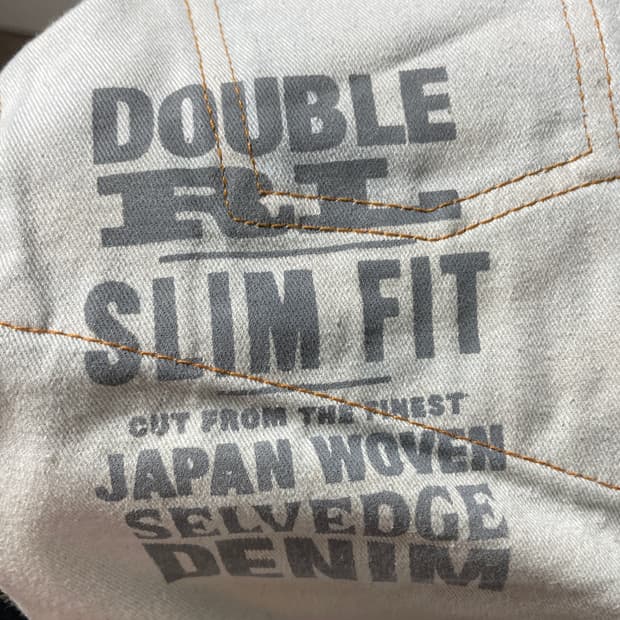 DOUBLE
RL
SLIM FIT
CUT FROM THE FINEST
JAPAN WOVEN
SELVEDGE
DENIM